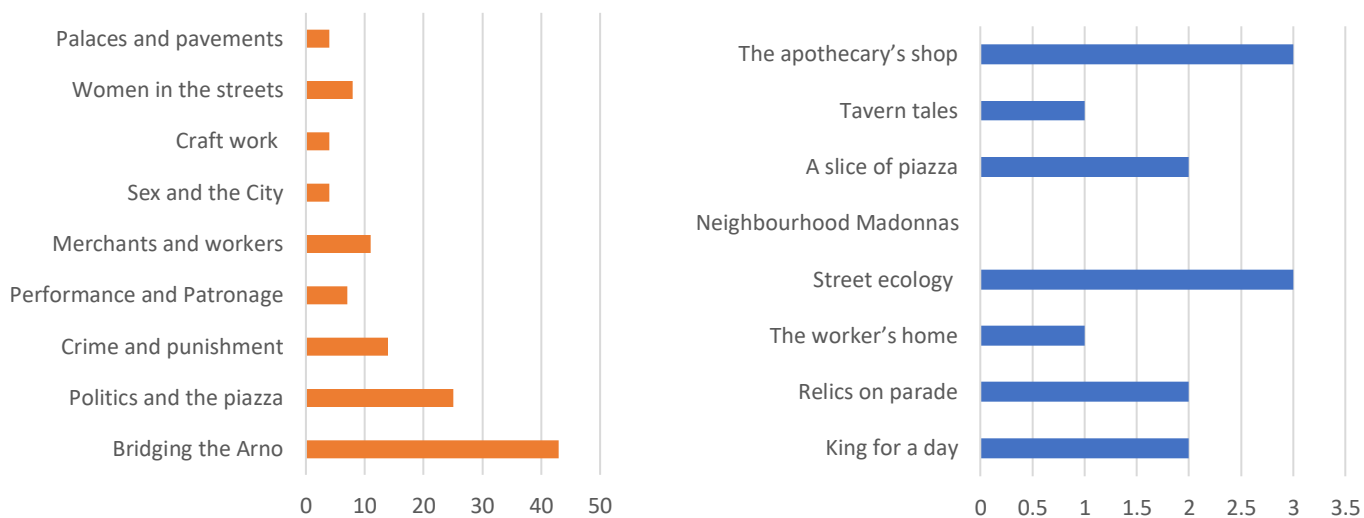 Palaces and pavements
Women in the streets
Craft work
Sex and the City
Merchants and workers
Performance and Patronage
Crime and punishment
Politics and the piazza
Bridging the Arno
0 10 20 30 40 50
The apothecary’s shop
Tavern tales
A slice of piazza
Neighbourhood Madonnas
Street ecology
The worker’s home
Relics on parade
King for a day
0 0.5 1 1.5 2 2.5 3 3.5